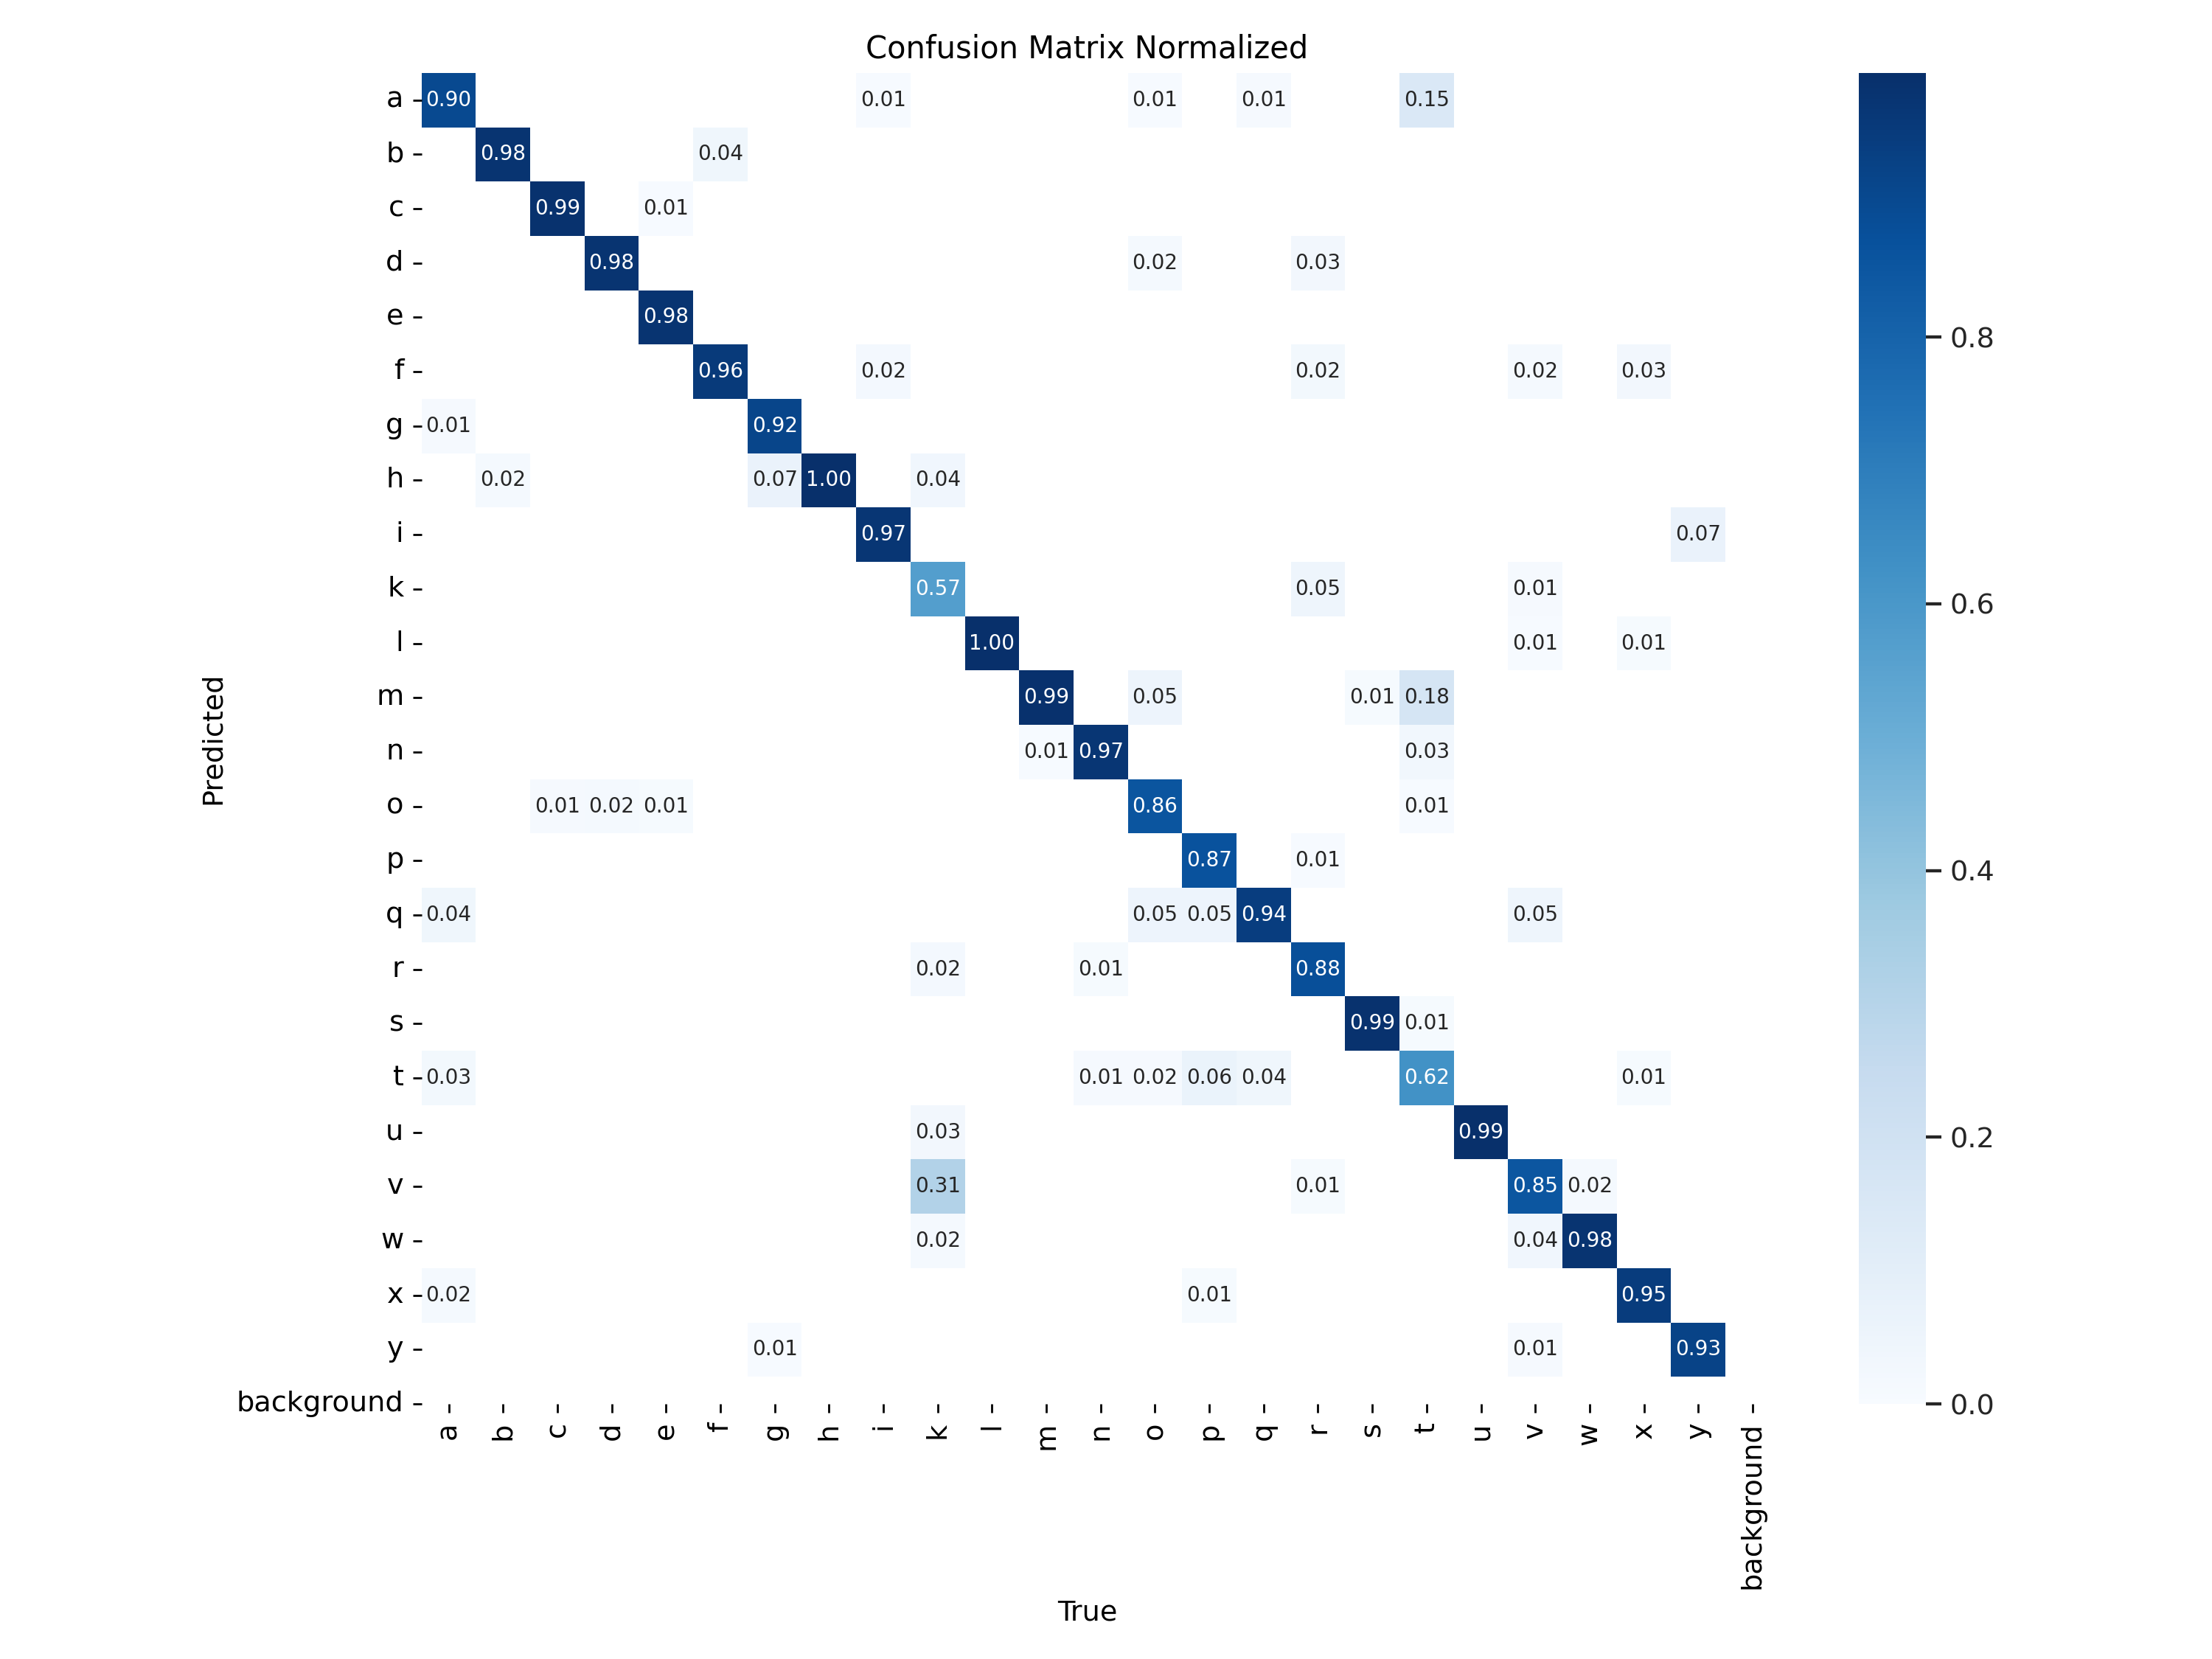 Confusion Matrix Normalized
a 0.90 0.01 0.01 0.01 0.15
b 0.98 0.04
c 0.99 0.01
d 0.98 0.02 0.03
e 0.98
f 0.96 0.02 0.02 0.02 0.03
g 0.01 0.92
h 0.02 0.07 1.00 0.04
i 0.97 0.07
k 0.57 0.05 0.01
l 1.00 0.01 0.01
m 0.99 0.05 0.01 0.18
n 0.01 0.97 0.03
o 0.01 0.02 0.01 0.86 0.01
p 0.87 0.01
q 0.04 0.05 0.05 0.94 0.05
r 0.02 0.01 0.88
s 0.99 0.01
t 0.03 0.01 0.02 0.06 0.04 0.62 0.01
u 0.03 0.99
v 0.31 0.01 0.85 0.02
w 0.02 0.04 0.98
x 0.02 0.01 0.95
y 0.01 0.01 0.93
background
a b c d e f g h i k l m n o p q r s t u v w x y background
True
Predicted
0.8
0.6
0.4
0.2
0.0